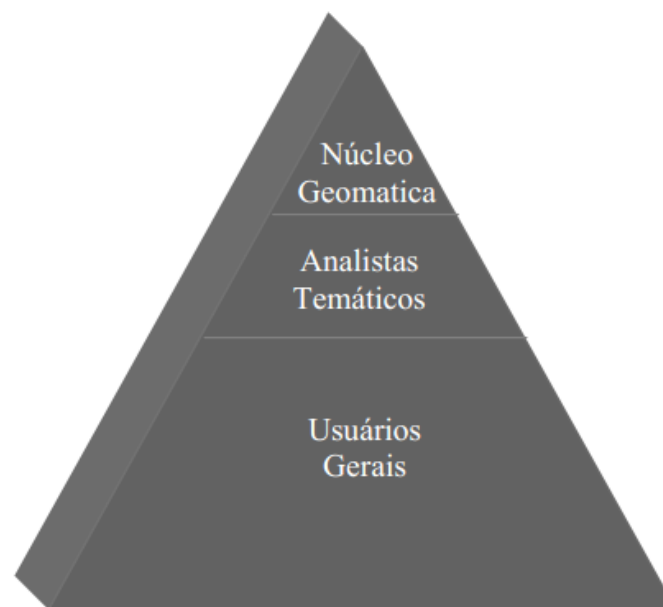 Núcleo
Geomatica
Analistas
Temáticos
Usuários
Gerais